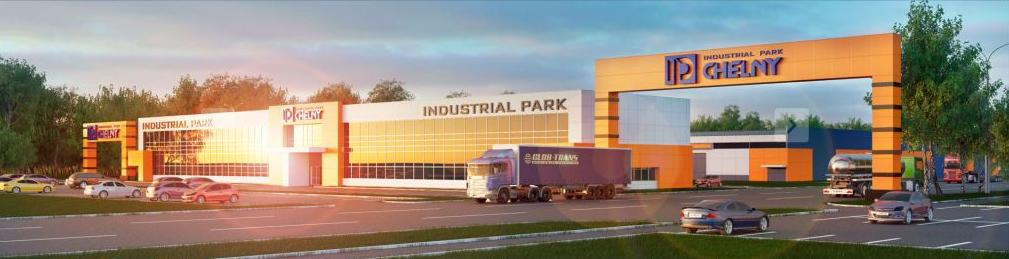 CHELNY
INDUSTRIAL PARK
CHELNY
INDUSTRIAL PARK
GLOB-TRANS
INDUSTRIAL PARK
CHELNY